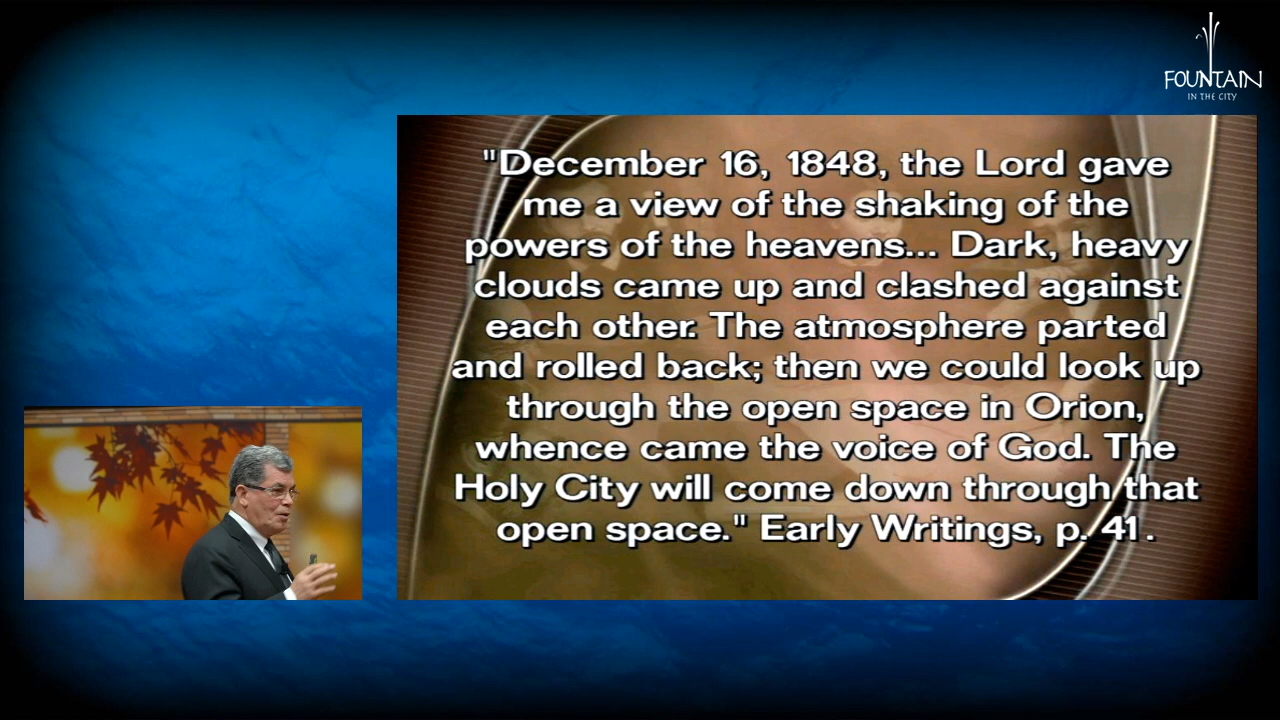 FOUNTAIN
IN THE CITY
"December 16, 1848, the Lord gave
me a view of the shaking of the
powers of the heavens... Dark, heavy
clouds came up and clashed against
each other. The atmosphere parted
and rolled back; then we could look up
through the open space in Orion,
whence came the voice of God. The
Holy City will come down through that
open space." Early Writings, p. 41.